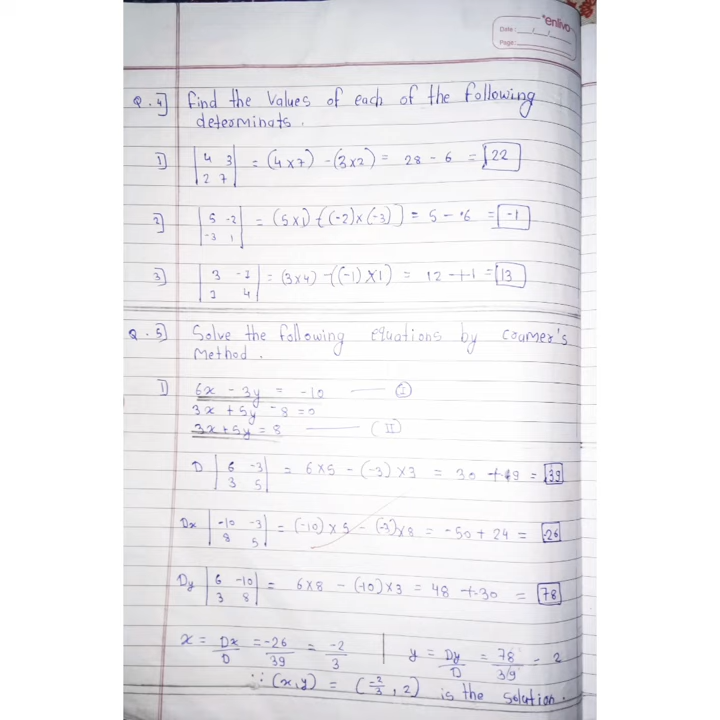 enlivo
Date : __/__/__
Page :
Q.4] Find the values of each of the following
determinats.
1] | 4 3 | = (4×7) - (3×2) = 28 - 6 = 22
| 2 7 |
2] | 5 -2 | = (5×1) - [(-2)×(-3)] = 5 - 6 = -1
| -3 1 |
3] | 3 -1 | = (3×4) - ((-1)×1) = 12 - +1 = 13
| 1 4 |
Q.5] Solve the following equations by Cramer's
Method.
1] 6x - 3y = -10 —— (I)
3x + 5y - 8 = 0
3x + 5y = 8 —— (II)
D | 6 -3 | = 6×5 - (-3)×3 = 30 + 9 = 39
| 3 5 |
Dx | -10 -3 | = (-10)×5 - (-3)×8 = -50 + 24 = -26
| 8 5 |
Dy | 6 -10 | = 6×8 - (-10)×3 = 48 + 30 = 78
| 3 8 |
x = Dx/D = -26/39 = -2/3 | y = Dy/D = 78/39 = 2
∵ (x,y) = (-2/3, 2) is the solution.